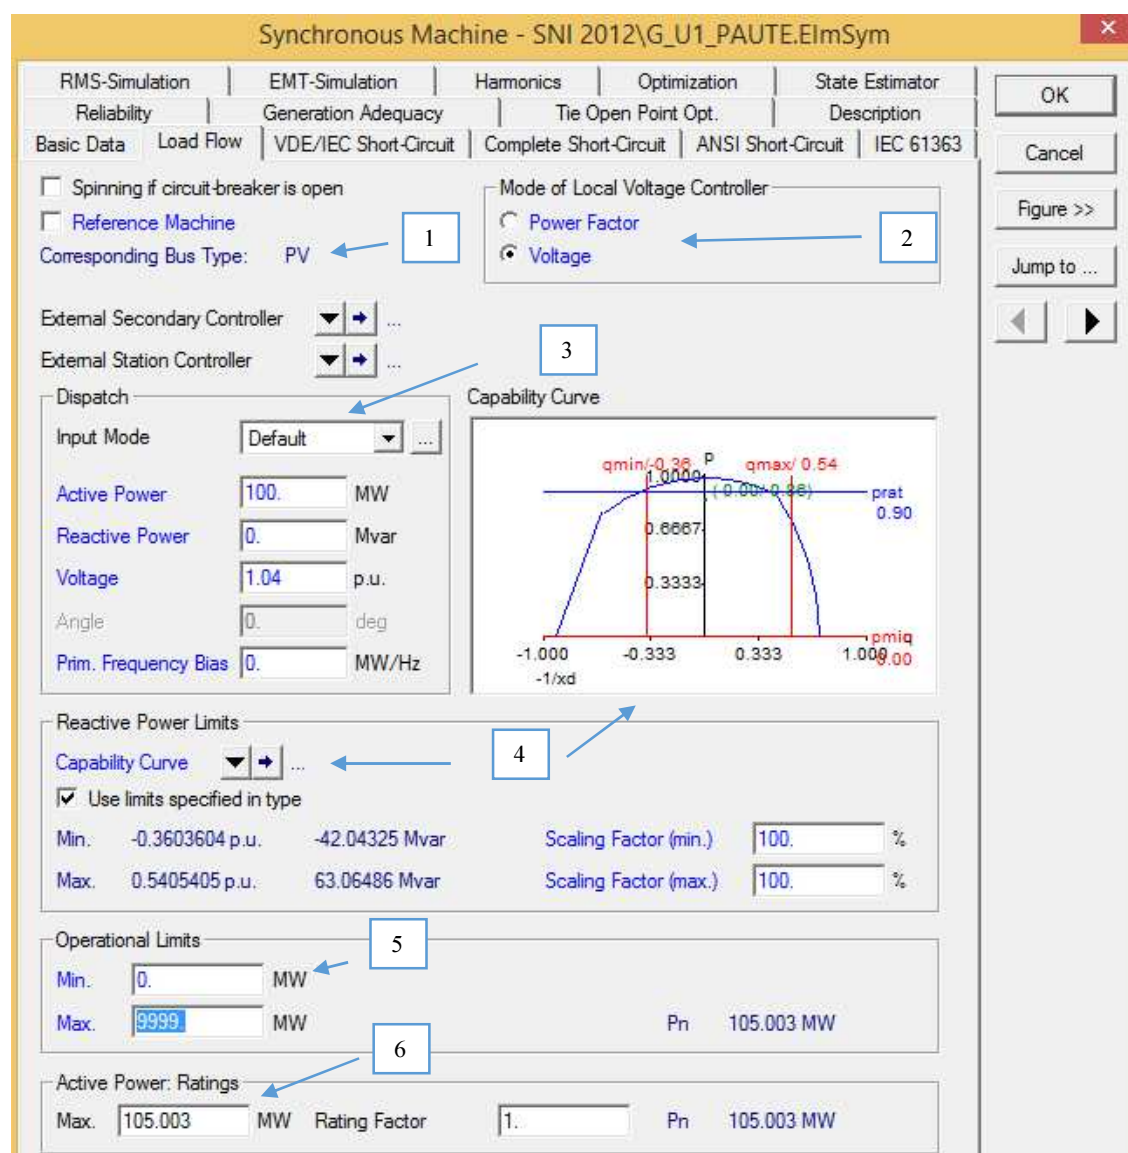 Synchronous Machine - SNI 2012\G_U1_PAUTE.ElmSym
RMS-Simulation EMT-Simulation Harmonics Optimization State Estimator
Reliability Generation Adequacy Tie Open Point Opt. Description
Basic Data Load Flow VDE/IEC Short-Circuit Complete Short-Circuit ANSI Short-Circuit IEC 61363
OK
Cancel
Figure >>
Jump to ...
Spinning if circuit-breaker is open
Reference Machine
Corresponding Bus Type: PV
1
Mode of Local Voltage Controller
Power Factor
Voltage
2
External Secondary Controller ...
External Station Controller ...
3
Dispatch
Input Mode Default ...
Active Power 100. MW
Reactive Power 0. Mvar
Voltage 1.04 p.u.
Angle 0. deg
Prim. Frequency Bias 0. MW/Hz
Capability Curve
qmin/-0.36 p qmax/ 0.54
1.0000
prat
0.90
0.6667
0.3333
pmin
-1.000 -0.333 0.333 1.000 0.00
-1/xd
Reactive Power Limits
Capability Curve ...
4
Use limits specified in type
Min. -0.3603604 p.u. -42.04325 Mvar Scaling Factor (min.) 100. %
Max. 0.5405405 p.u. 63.06486 Mvar Scaling Factor (max.) 100. %
Operational Limits
5
Min. 0. MW
Max. 9999. MW Pn 105.003 MW
6
Active Power: Ratings
Max. 105.003 MW Rating Factor 1. Pn 105.003 MW